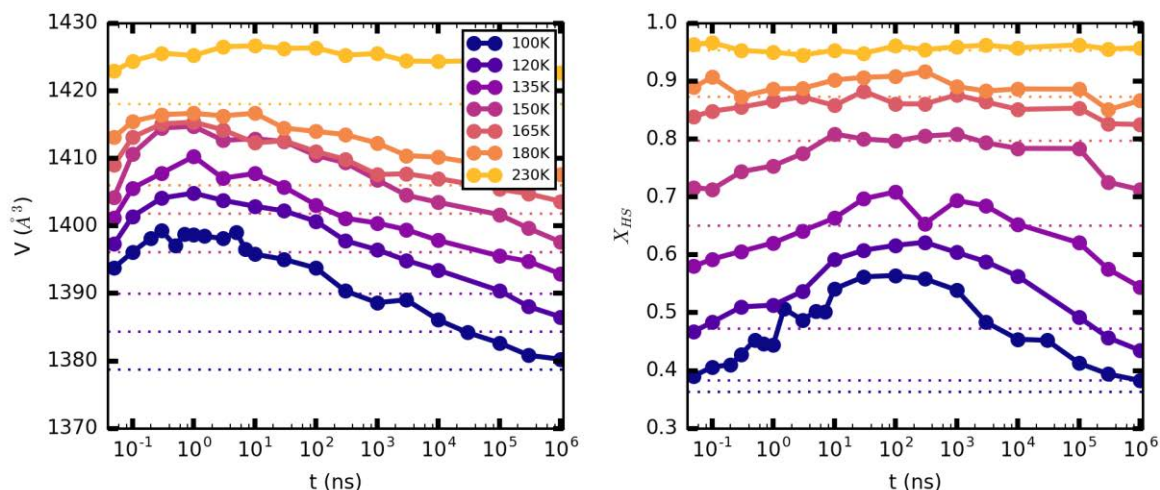 1430
1420
1410
1400
1390
1380
1370
V (Å³)
10⁻¹ 10⁰ 10¹ 10² 10³ 10⁴ 10⁵ 10⁶
t (ns)
100K
120K
135K
150K
165K
180K
230K
1.0
0.9
0.8
0.7
0.6
0.5
0.4
0.3
X_HS
10⁻¹ 10⁰ 10¹ 10² 10³ 10⁴ 10⁵ 10⁶
t (ns)